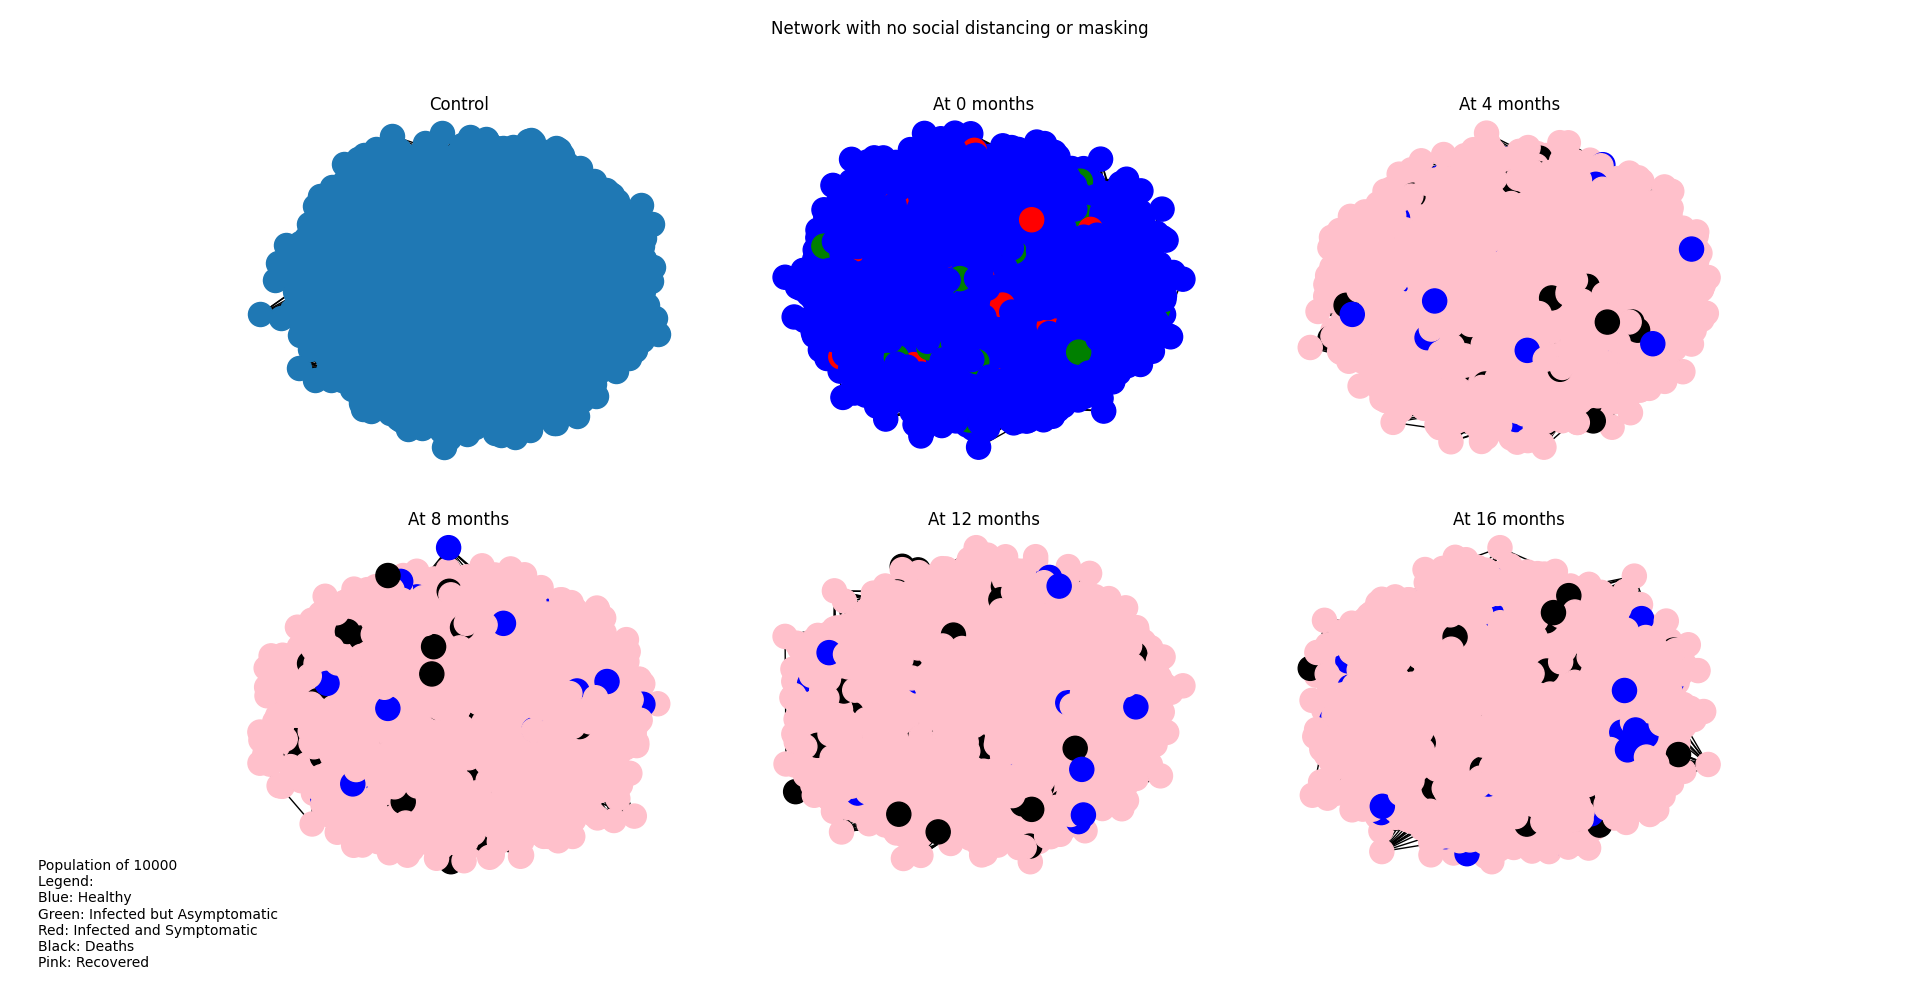 Network with no social distancing or masking
Control
At 0 months
At 4 months
At 8 months
At 12 months
At 16 months
Population of 10000
Legend:
Blue: Healthy
Green: Infected but Asymptomatic
Red: Infected and Symptomatic
Black: Deaths
Pink: Recovered